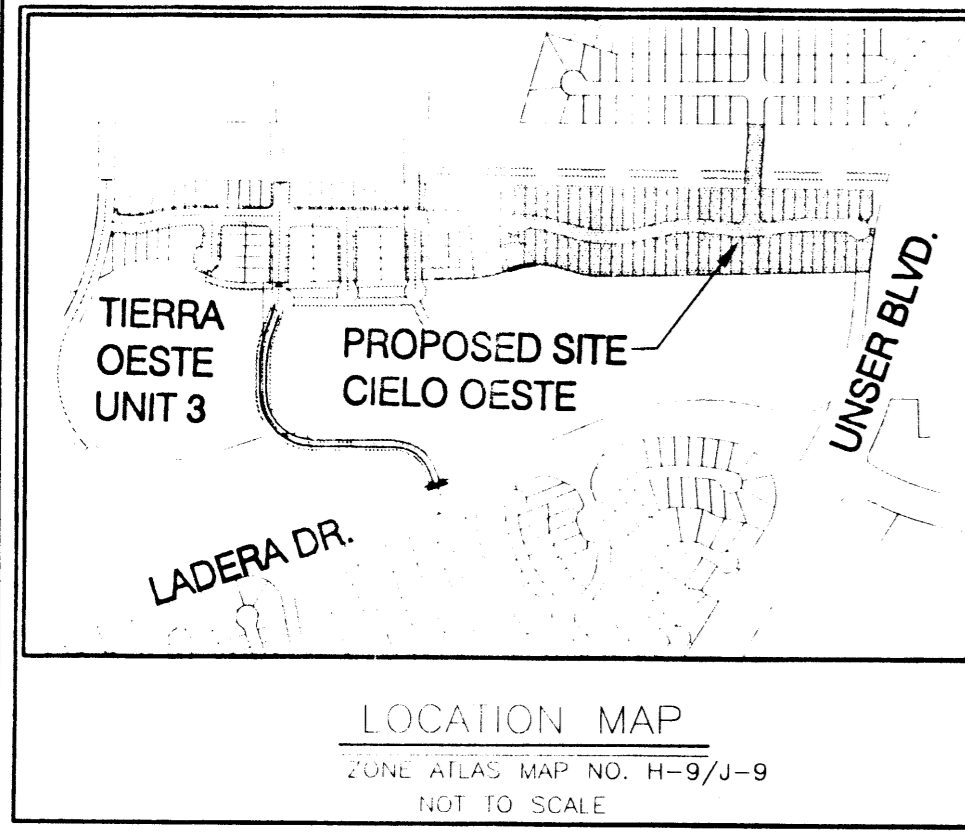 TIERRA
OESTE
UNIT 3
PROPOSED SITE
CIELO OESTE
UNSER BLVD.
LADERA DR.
LOCATION MAP
ZONE ATLAS MAP NO. H-9/J-9
NOT TO SCALE